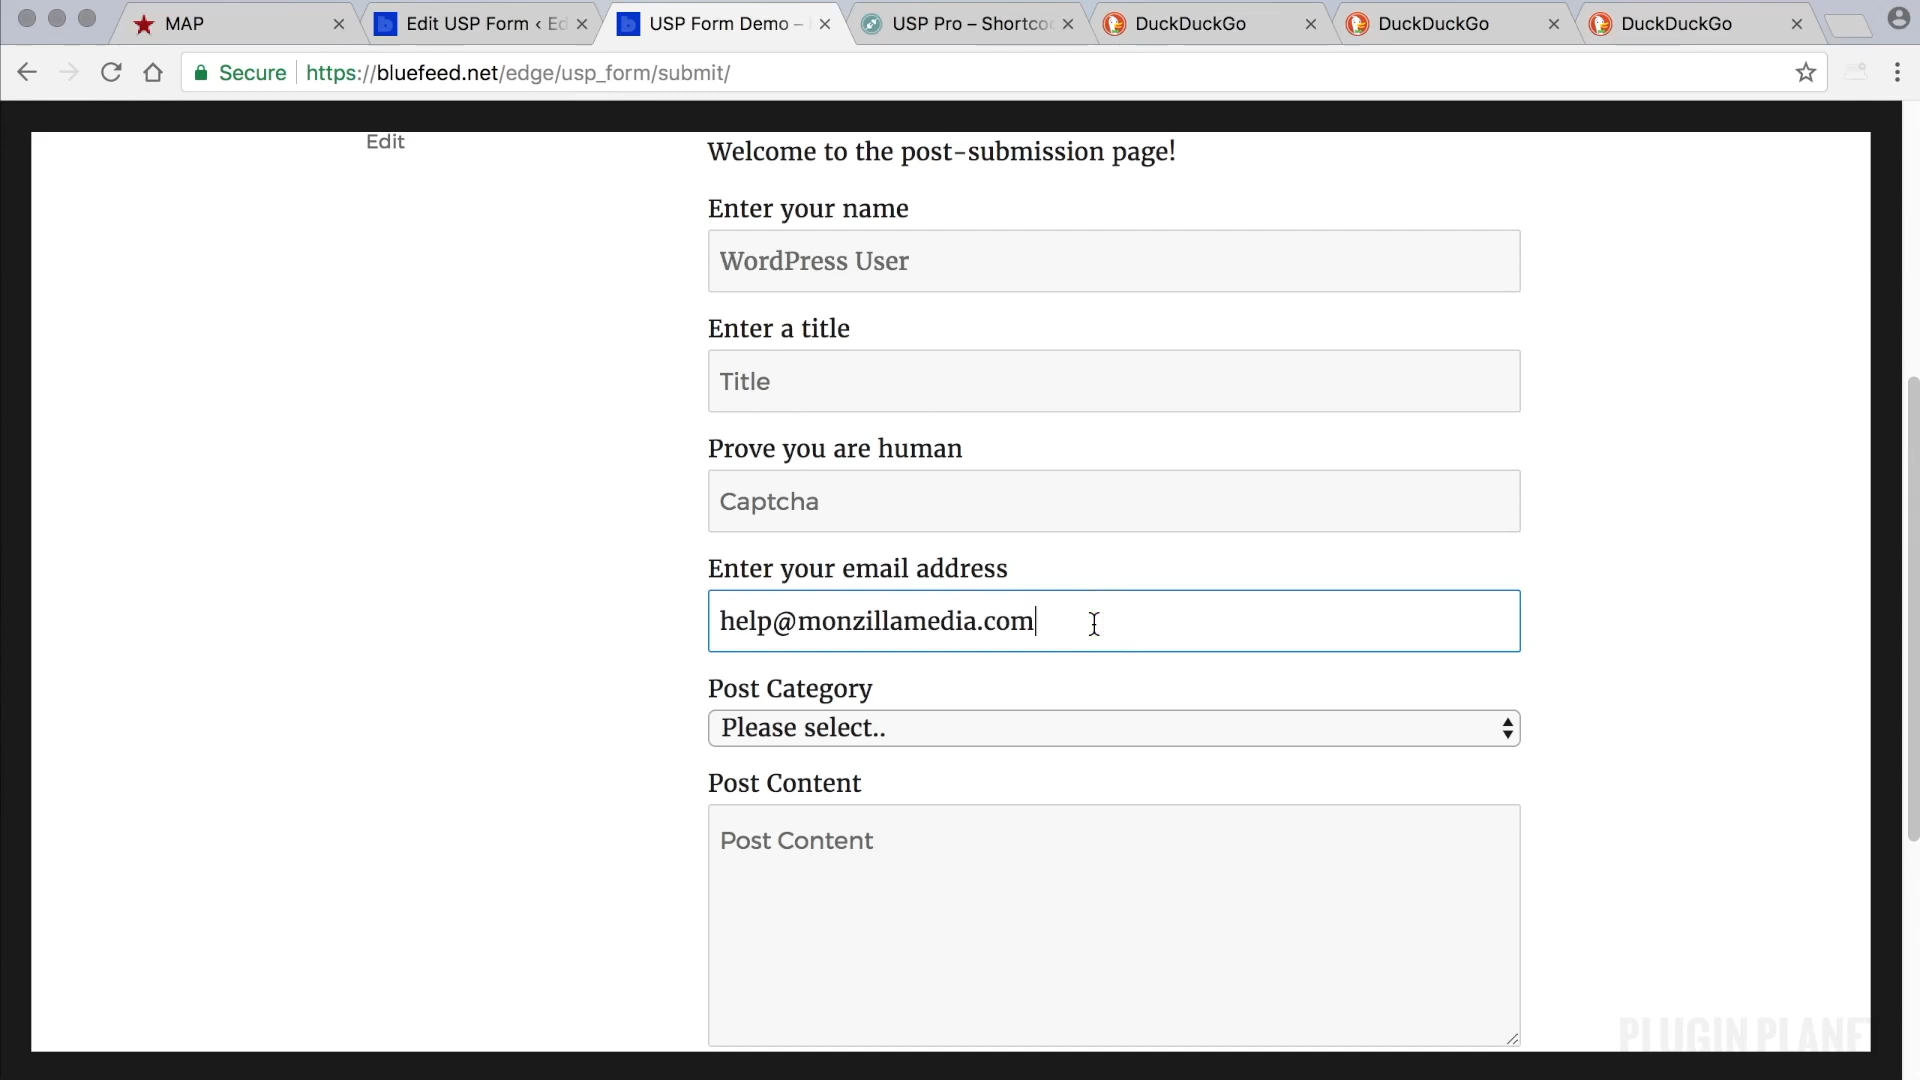 MAP
Edit USP Form ‹ Ed
USP Form Demo –
USP Pro – Shortco
DuckDuckGo
DuckDuckGo
DuckDuckGo
Secure
https://bluefeed.net/edge/usp_form/submit/
Edit
Welcome to the post-submission page!
Enter your name
WordPress User
Enter a title
Title
Prove you are human
Captcha
Enter your email address
help@monzillamedia.com
Post Category
Please select..
Post Content
Post Content
PLUGIN PLANET